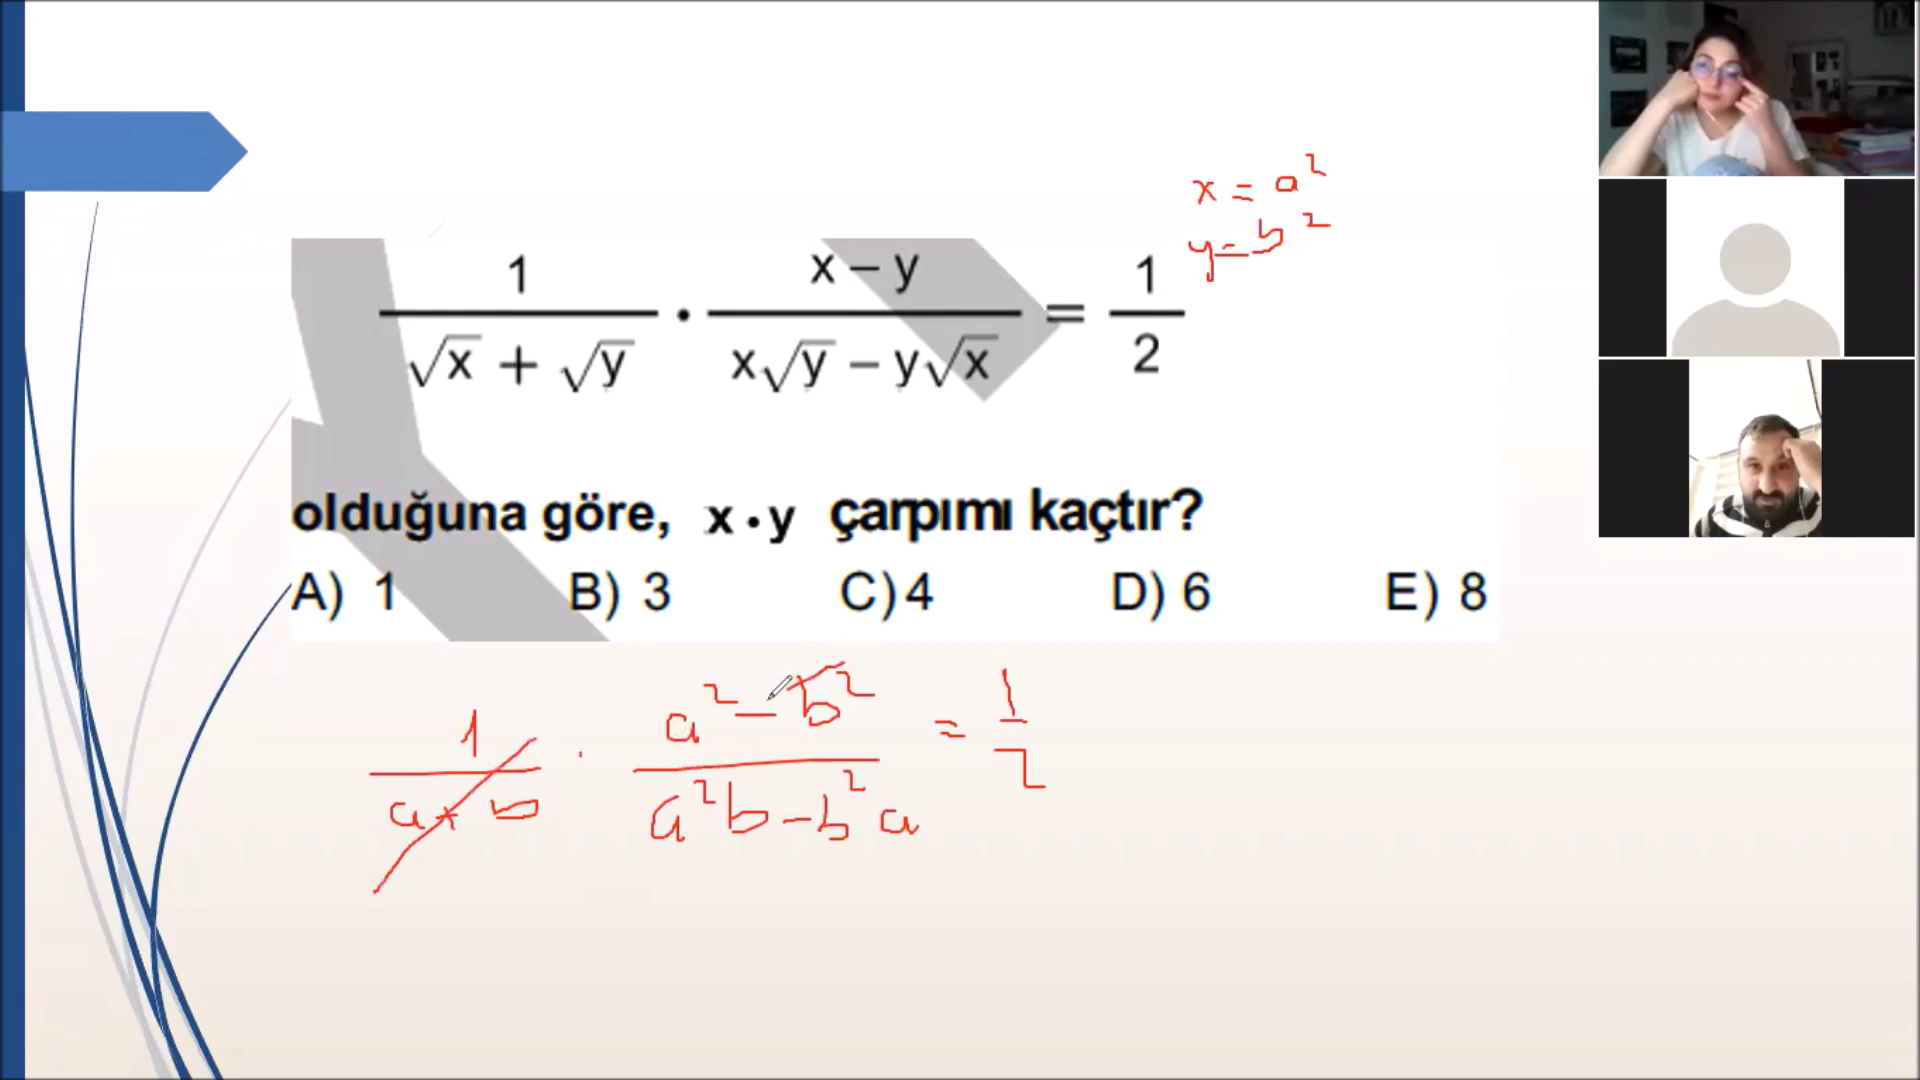 x = a²
y = b²
1/(√x + √y) · (x – y)/(x√y – y√x) = 1/2
olduğuna göre, x • y çarpımı kaçtır?
A) 1 B) 3 C) 4 D) 6 E) 8
1/(a + b) · (a² – b²)/(a²b – b²a) = 1/2